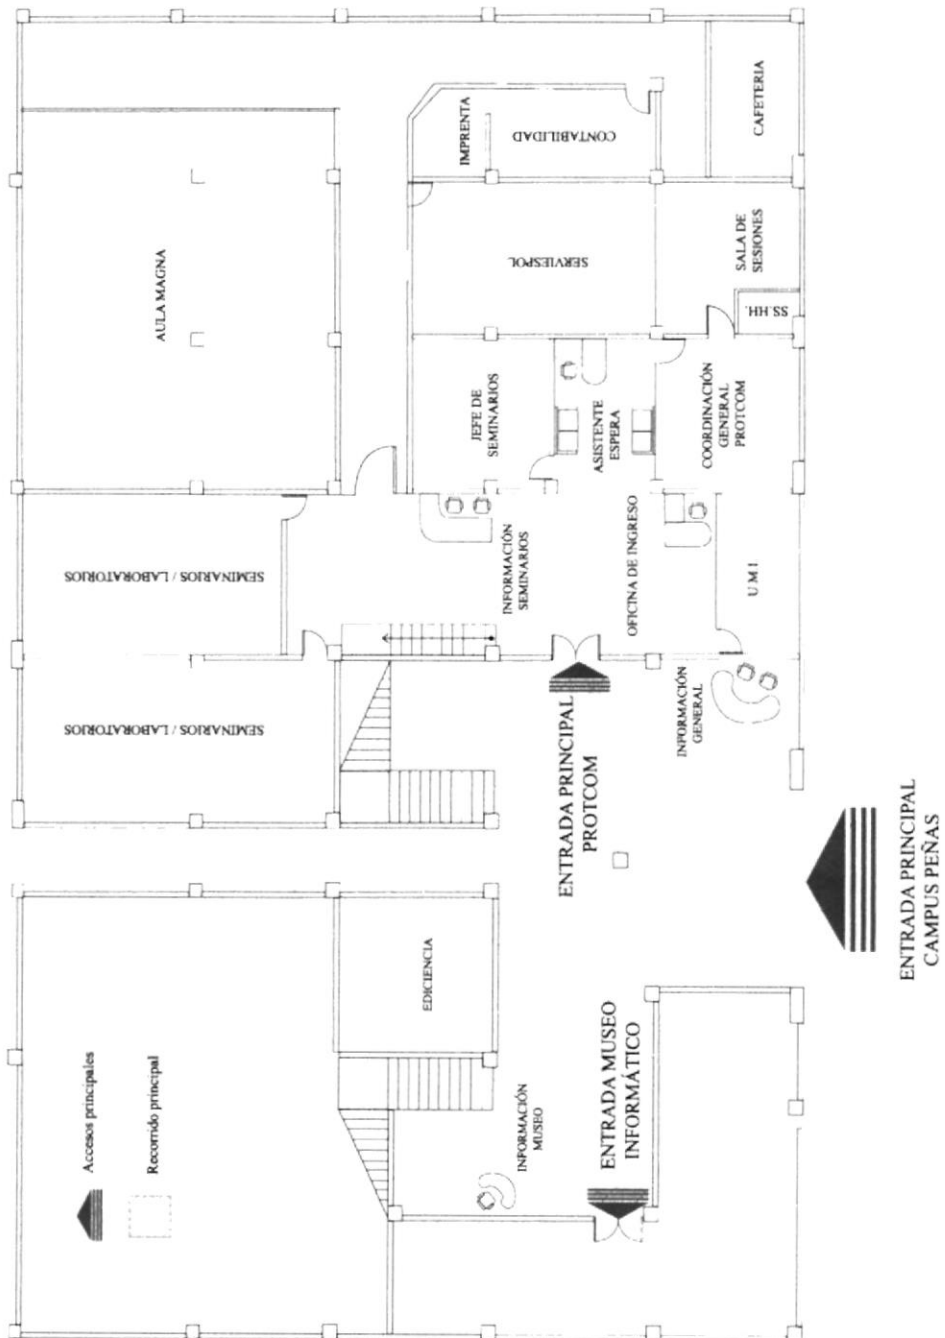 AULA MAGNA
IMPRENTA
CONTABILIDAD
CAFETERIA
SERVIESPOL
SALA DE
SESIONES
SS.HH.
JEFE DE
SEMINARIOS
ASISTENTE
ESPERA
COORDINACIÓN
GENERAL
PROTCOM
SEMINARIOS / LABORATORIOS
INFORMACIÓN
SEMINARIOS
OFICINA DE INGRESO
U M I
SEMINARIOS / LABORATORIOS
ENTRADA PRINCIPAL
PROTCOM
INFORMACIÓN
GENERAL
ENTRADA PRINCIPAL
CAMPUS PEÑAS
EDICIENCIA
INFORMACIÓN
MUSEO
ENTRADA MUSEO
INFORMÁTICO
Accesos principales
Recorrido principal